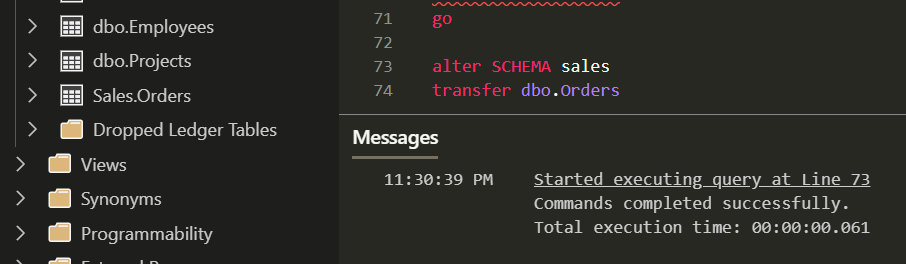 dbo.Employees
dbo.Projects
Sales.Orders
Dropped Ledger Tables
Views
Synonyms
Programmability
71 go
72
73 alter SCHEMA sales
74 transfer dbo.Orders
Messages
11:30:39 PM Started executing query at Line 73
Commands completed successfully.
Total execution time: 00:00:00.061